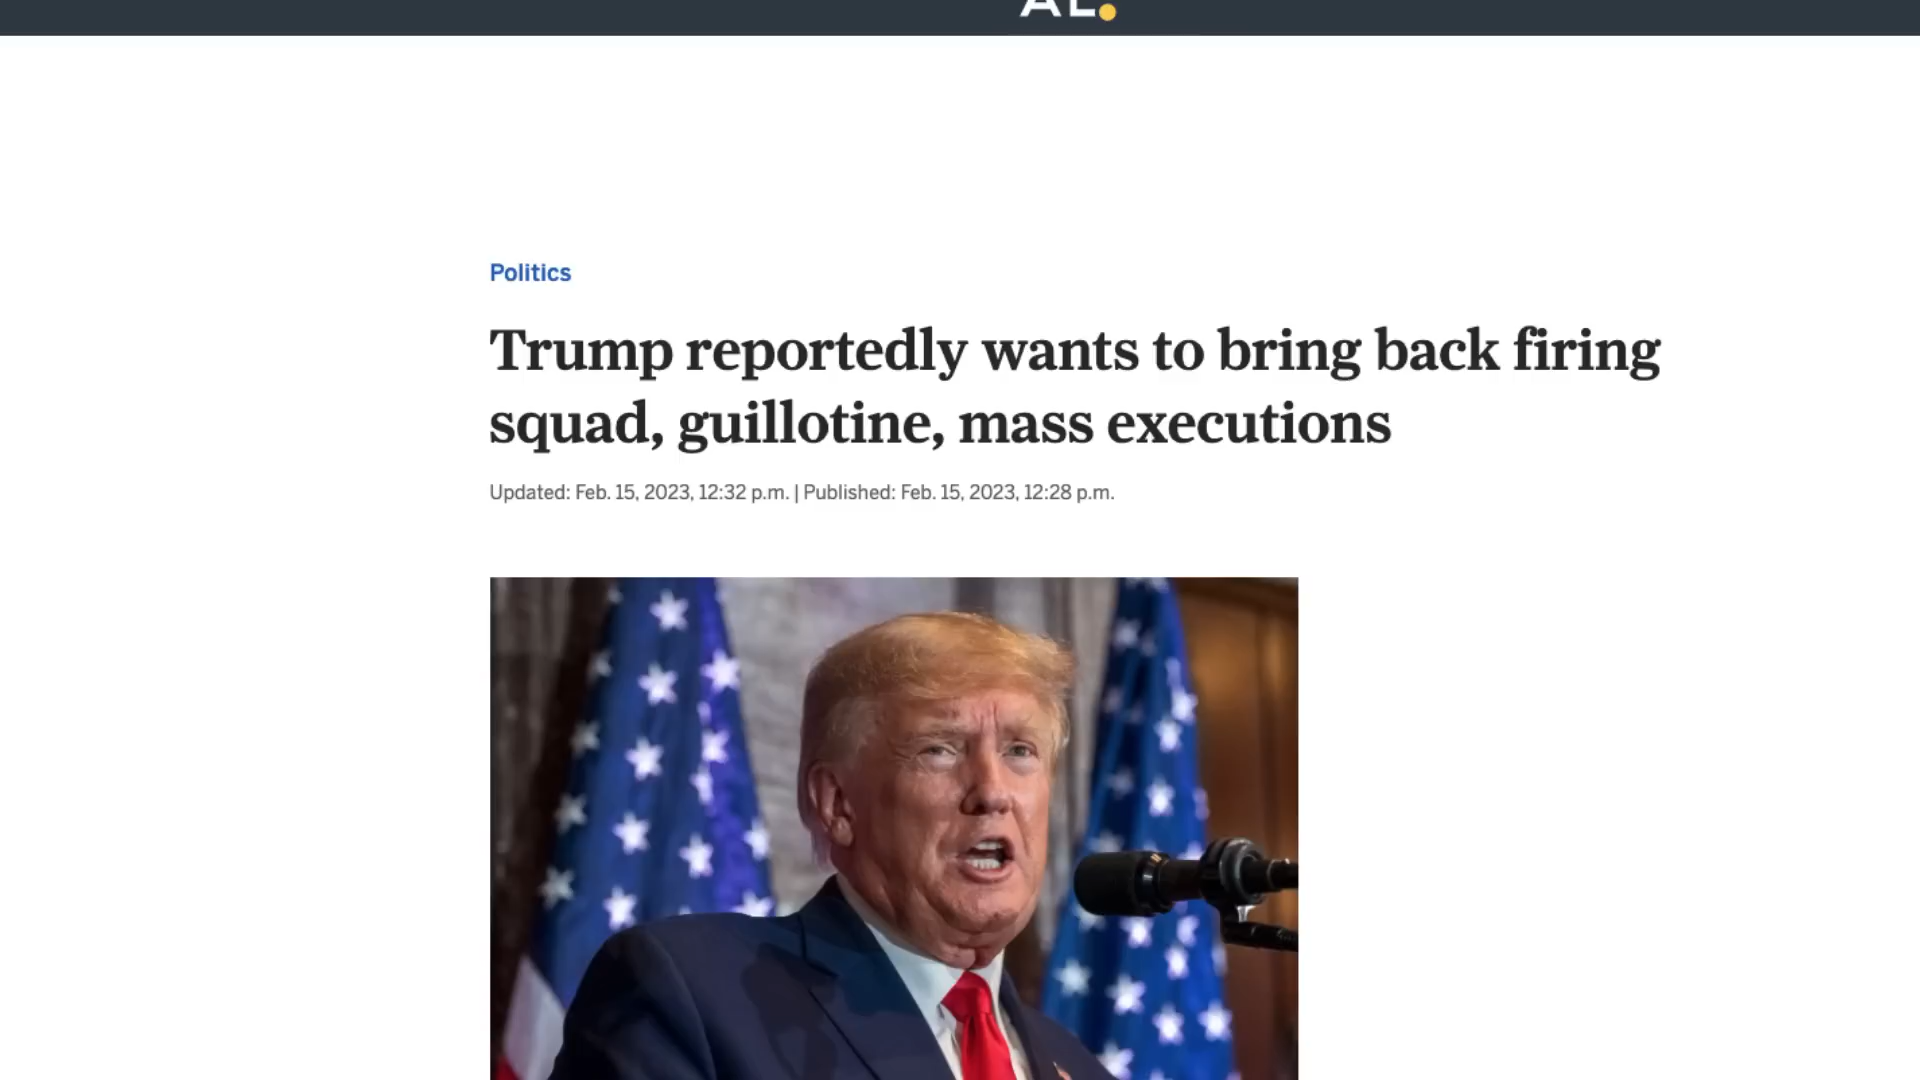 AL.
Politics
Trump reportedly wants to bring back firing
squad, guillotine, mass executions
Updated: Feb. 15, 2023, 12:32 p.m. | Published: Feb. 15, 2023, 12:28 p.m.